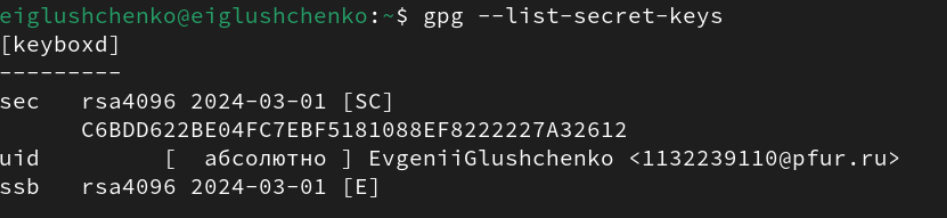 eiglushchenko@eiglushchenko:~$ gpg --list-secret-keys
[keyboxd]
---------
sec   rsa4096 2024-03-01 [SC]
      C6BDD622BE04FC7EBF5181088EF8222227A32612
uid           [  абсолютно ] EvgeniiGlushchenko <1132239110@pfur.ru>
ssb   rsa4096 2024-03-01 [E]